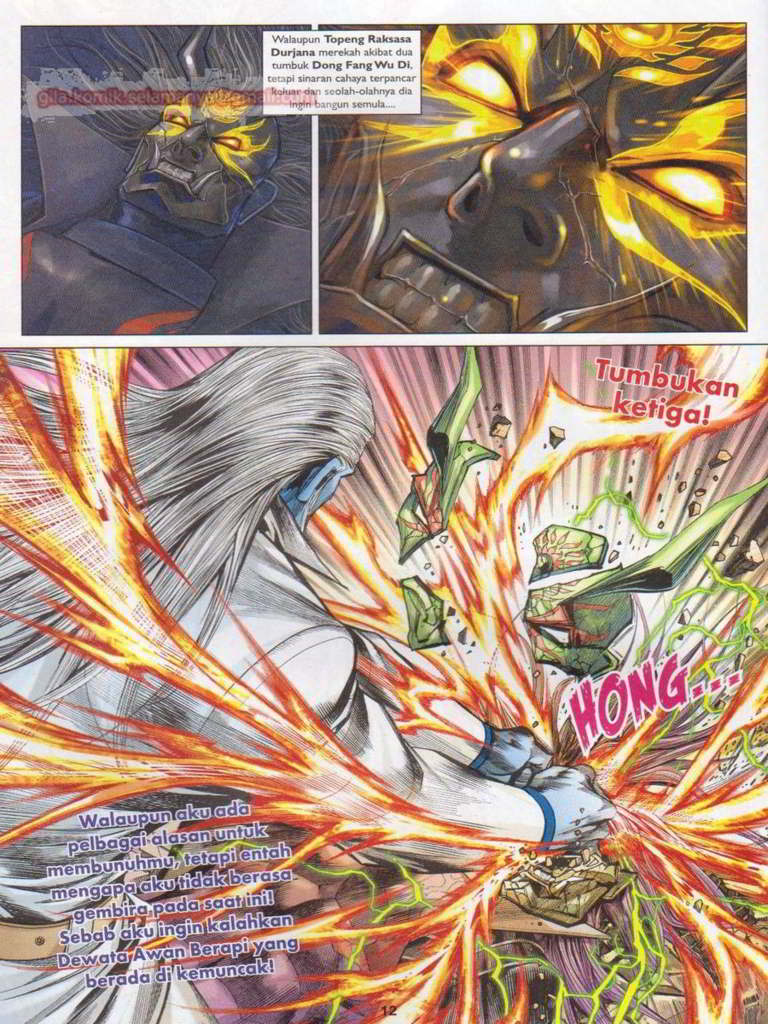 Walaupun Topeng Raksasa
Durjana merekah akibat dua
tumbuk Dong Fang Wu Di,
tetapi sinaran cahaya terpancar
keluar dan seolah-olahnya dia
ingin bangun semula....
gila.komik.selamanya@gmail.com
Tumbukan
ketiga!
HONG...
Walaupun aku ada
pelbagai alasan untuk
membunuhmu, tetapi entah
mengapa aku tidak berasa
gembira pada saat ini!
Sebab aku ingin kalahkan
Dewata Awan Berapi yang
berada di kemuncak!
12